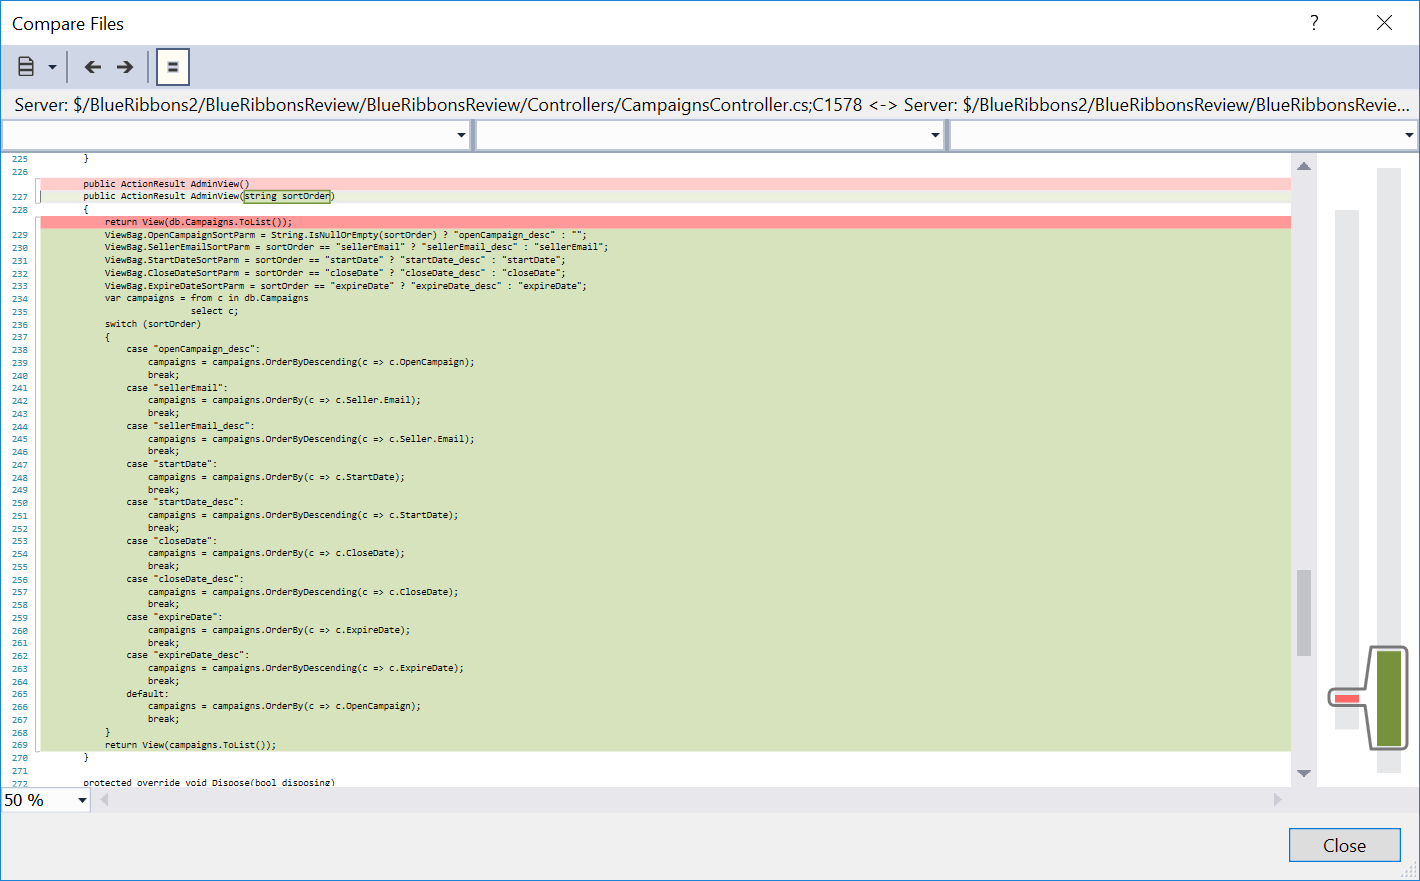 Compare Files
?
Server: $/BlueRibbons2/BlueRibbonsReview/BlueRibbonsReview/Controllers/CampaignsController.cs;C1578 <-> Server: $/BlueRibbons2/BlueRibbonsReview/BlueRibbonsRevie...
225 }
226
public ActionResult AdminView()
227 public ActionResult AdminView(string sortOrder)
228 {
return View(db.Campaigns.ToList());
229 ViewBag.OpenCampaignSortParm = String.IsNullOrEmpty(sortOrder) ? "openCampaign_desc" : "";
230 ViewBag.SellerEmailSortParm = sortOrder == "sellerEmail" ? "sellerEmail_desc" : "sellerEmail";
231 ViewBag.StartDateSortParm = sortOrder == "startDate" ? "startDate_desc" : "startDate";
232 ViewBag.CloseDateSortParm = sortOrder == "closeDate" ? "closeDate_desc" : "closeDate";
233 ViewBag.ExpireDateSortParm = sortOrder == "expireDate" ? "expireDate_desc" : "expireDate";
234 var campaigns = from c in db.Campaigns
235 select c;
236 switch (sortOrder)
237 {
238 case "openCampaign_desc":
239 campaigns = campaigns.OrderByDescending(c => c.OpenCampaign);
240 break;
241 case "sellerEmail":
242 campaigns = campaigns.OrderBy(c => c.Seller.Email);
243 break;
244 case "sellerEmail_desc":
245 campaigns = campaigns.OrderByDescending(c => c.Seller.Email);
246 break;
247 case "startDate":
248 campaigns = campaigns.OrderBy(c => c.StartDate);
249 break;
250 case "startDate_desc":
251 campaigns = campaigns.OrderByDescending(c => c.StartDate);
252 break;
253 case "closeDate":
254 campaigns = campaigns.OrderBy(c => c.CloseDate);
255 break;
256 case "closeDate_desc":
257 campaigns = campaigns.OrderByDescending(c => c.CloseDate);
258 break;
259 case "expireDate":
260 campaigns = campaigns.OrderBy(c => c.ExpireDate);
261 break;
262 case "expireDate_desc":
263 campaigns = campaigns.OrderByDescending(c => c.ExpireDate);
264 break;
265 default:
266 campaigns = campaigns.OrderBy(c => c.OpenCampaign);
267 break;
268 }
269 return View(campaigns.ToList());
270 }
271
272 protected override void Dispose(bool disposing)
50 %
Close